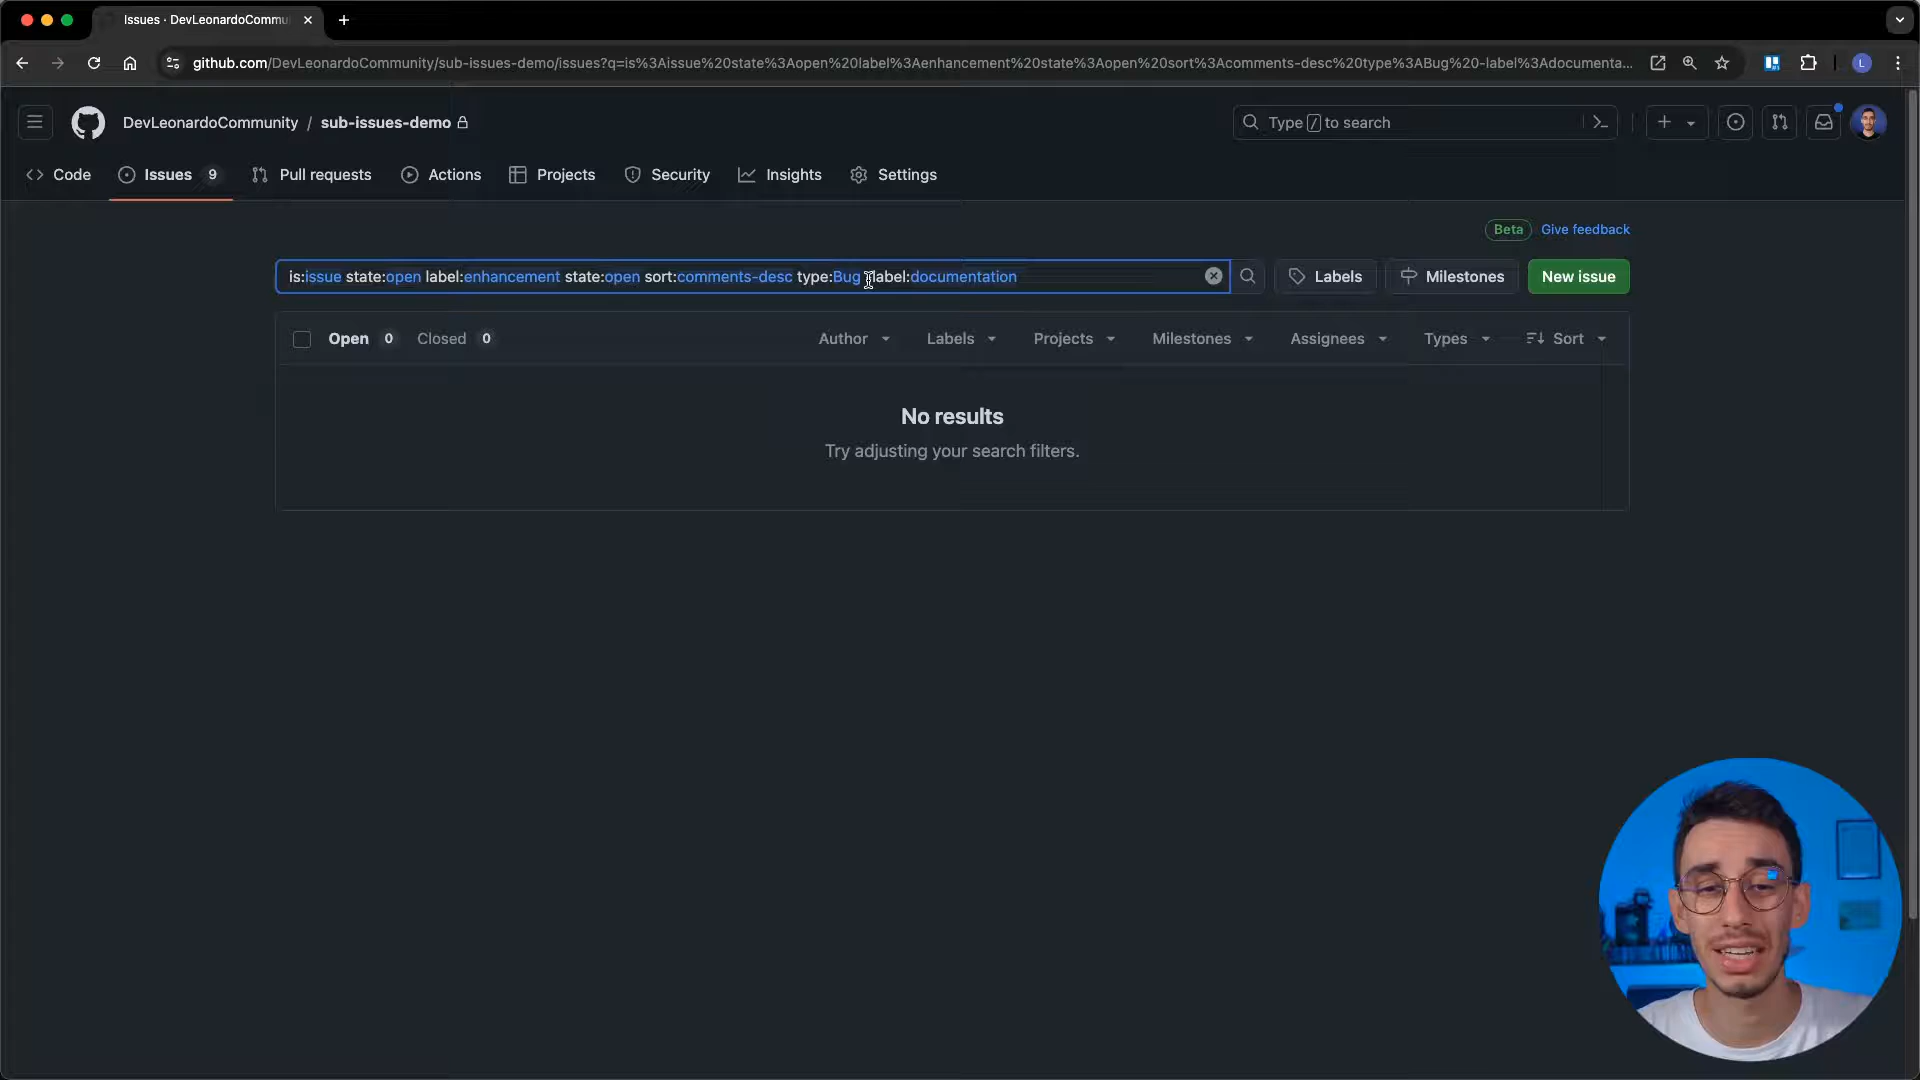 Issues · DevLeonardoCommu
github.com/DevLeonardoCommunity/sub-issues-demo/issues?q=is%3Aissue%20state%3Aopen%20label%3Aenhancement%20state%3Aopen%20sort%3Acomments-desc%20type%3ABug%20-label%3Adocumenta...
L
DevLeonardoCommunity / sub-issues-demo
Type / to search
Code
Issues 9
Pull requests
Actions
Projects
Security
Insights
Settings
Beta Give feedback
is:issue state:open label:enhancement state:open sort:comments-desc type:Bug -label:documentation
Labels
Milestones
New issue
Open 0 Closed 0
Author
Labels
Projects
Milestones
Assignees
Types
Sort
No results
Try adjusting your search filters.